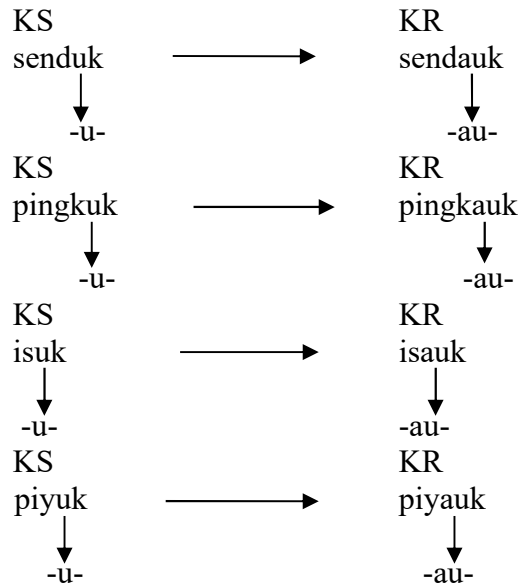 KS KR
senduk sendauk
-u- -au-
KS KR
pingkuk pingkauk
-u- -au-
KS KR
isuk isauk
-u- -au-
KS KR
piyuk piyauk
-u- -au-